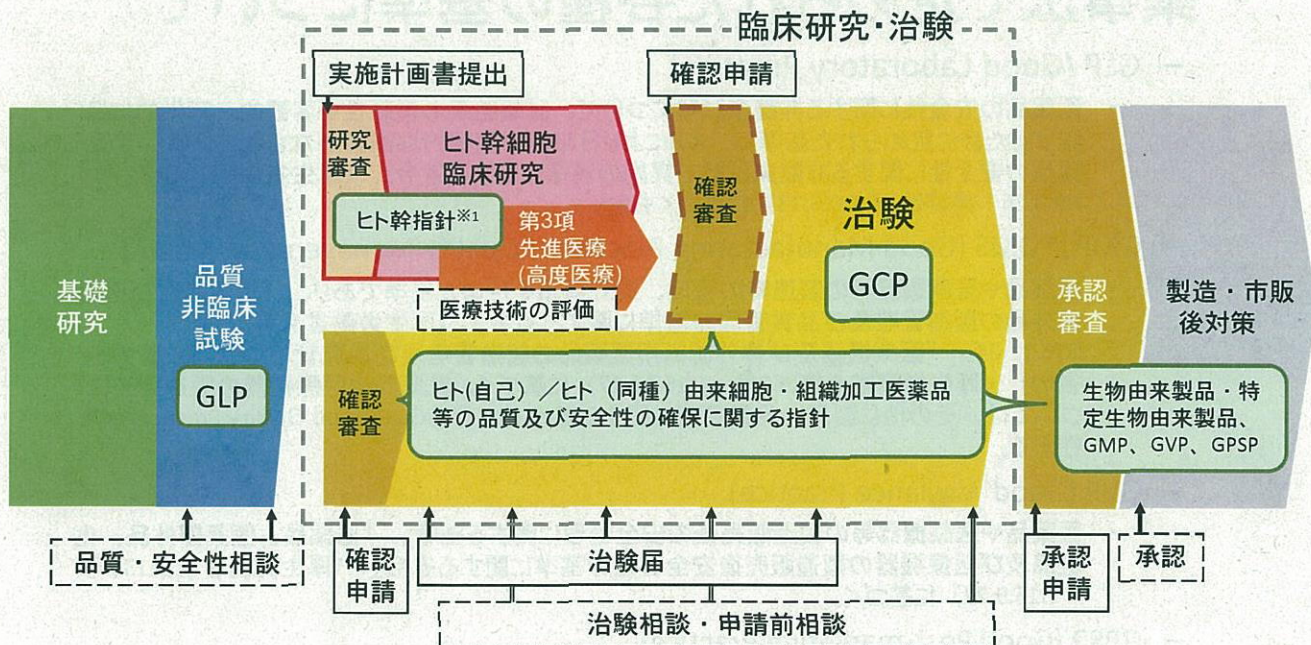 臨床研究・治験
実施計画書提出
確認申請
研究
審査
ヒト幹細胞
臨床研究
ヒト幹指針※1
第3項
先進医療
(高度医療)
医療技術の評価
確認
審査
治験
GCP
基礎
研究
品質
非臨床
試験
GLP
確認
審査
ヒト(自己)／ヒト（同種）由来細胞・組織加工医薬品
等の品質及び安全性の確保に関する指針
承認
審査
製造・市販
後対策
生物由来製品・特
定生物由来製品、
GMP、GVP、GPSP
品質・安全性相談
確認
申請
治験届
治験相談・申請前相談
承認
申請
承認